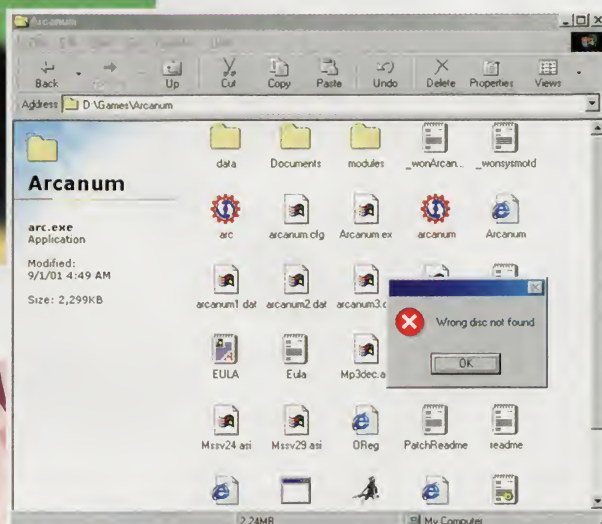 Arcanum
Back
Up
Cut
Copy
Paste
Undo
Delete
Properties
Views
Address D:\Games\Arcanum
data
Documents
modules
_wonArcan...
_wonsysmotd
Arcanum
arc.exe
Application
Modified:
9/1/01 4:49 AM
Size: 2,299KB
arc
arcanum.cfg
Arcanum.ex
arcanum
Arcanum
arcanum1.dat
arcanum2.dat
Wrong disc not found
OK
EULA
Eula
Mssv24.asi
Mssv29.asi
OReg
PatchReadme
readme
2.24MB
My Computer